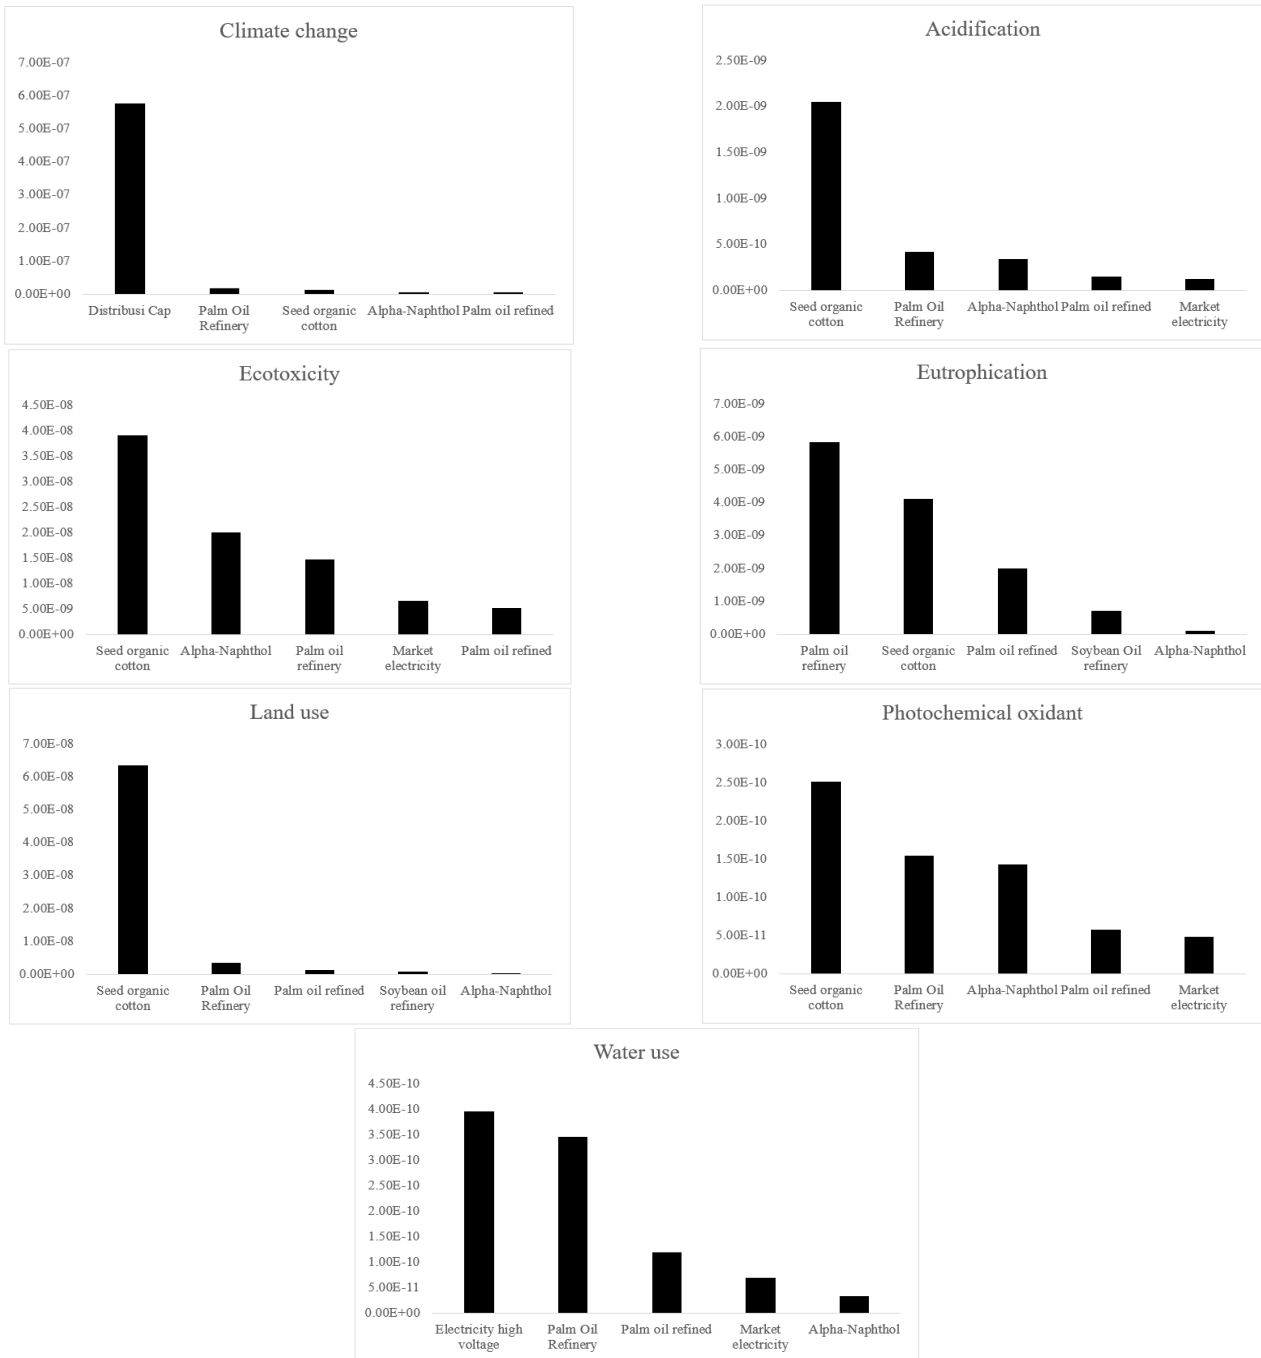 Climate change
7.00E-07
6.00E-07
5.00E-07
4.00E-07
3.00E-07
2.00E-07
1.00E-07
0.00E+00
Distribusi Cap Palm Oil Seed organic Alpha-Naphthol Palm oil refined
Refinery cotton
Acidification
2.50E-09
2.00E-09
1.50E-09
1.00E-09
5.00E-10
0.00E+00
Seed organic Palm Oil Alpha-Naphthol Palm oil refined Market
cotton Refinery electricity
Ecotoxicity
4.50E-08
4.00E-08
3.50E-08
3.00E-08
2.50E-08
2.00E-08
1.50E-08
1.00E-08
5.00E-09
0.00E+00
Seed organic Alpha-Naphthol Palm oil Market Palm oil refined
cotton refinery electricity
Eutrophication
7.00E-09
6.00E-09
5.00E-09
4.00E-09
3.00E-09
2.00E-09
1.00E-09
0.00E+00
Palm oil Seed organic Palm oil refined Soybean Oil Alpha-Naphthol
refinery cotton refinery
Land use
7.00E-08
6.00E-08
5.00E-08
4.00E-08
3.00E-08
2.00E-08
1.00E-08
0.00E+00
Seed organic Palm Oil Palm oil refined Soybean oil Alpha-Naphthol
cotton Refinery refinery
Photochemical oxidant
3.00E-10
2.50E-10
2.00E-10
1.50E-10
1.00E-10
5.00E-11
0.00E+00
Seed organic Palm Oil Alpha-Naphthol Palm oil refined Market
cotton Refinery electricity
Water use
4.50E-10
4.00E-10
3.50E-10
3.00E-10
2.50E-10
2.00E-10
1.50E-10
1.00E-10
5.00E-11
0.00E+00
Electricity high Palm Oil Palm oil refined Market Alpha-Naphthol
voltage Refinery electricity